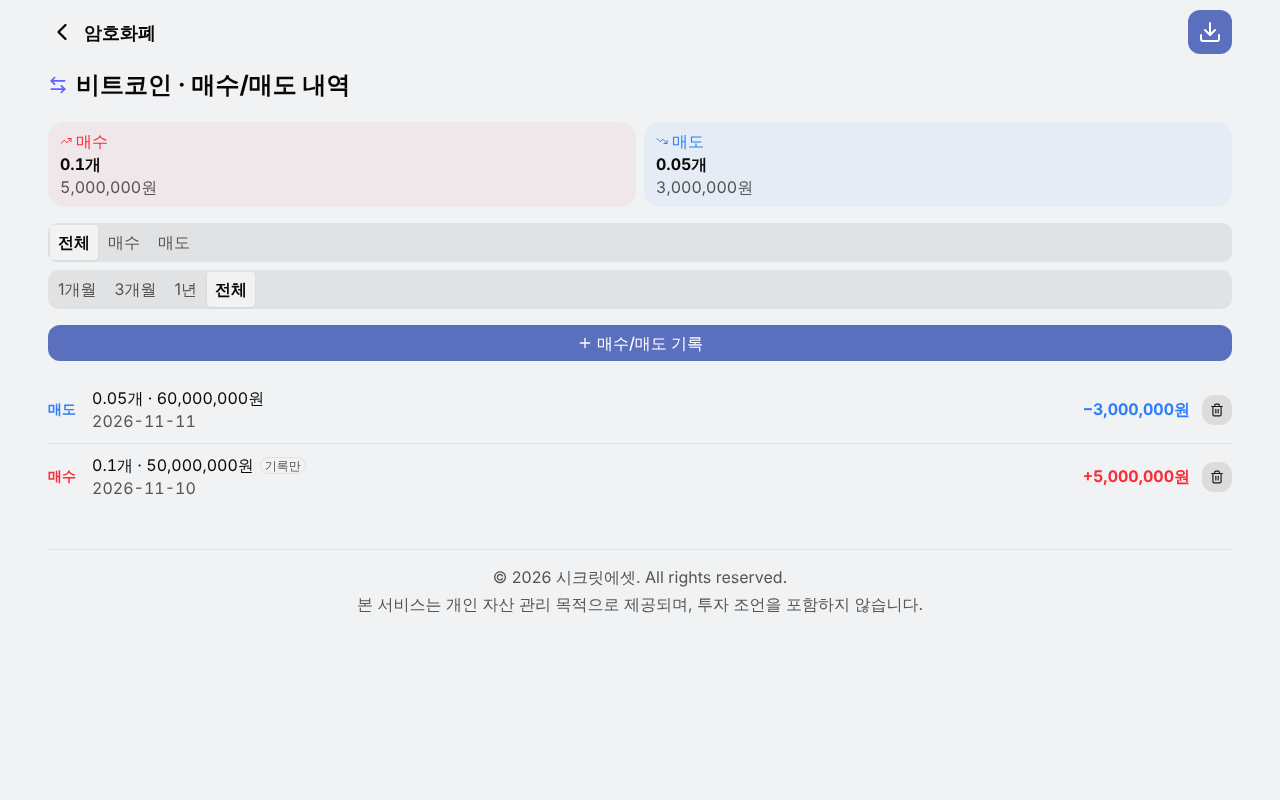 암호화폐
비트코인 · 매수/매도 내역
매수
0.1개
5,000,000원
매도
0.05개
3,000,000원
전체 매수 매도
1개월 3개월 1년 전체
+ 매수/매도 기록
매도 0.05개 · 60,000,000원 −3,000,000원
2026-11-11
매수 0.1개 · 50,000,000원 기록만 +5,000,000원
2026-11-10
© 2026 시크릿에셋. All rights reserved.
본 서비스는 개인 자산 관리 목적으로 제공되며, 투자 조언을 포함하지 않습니다.